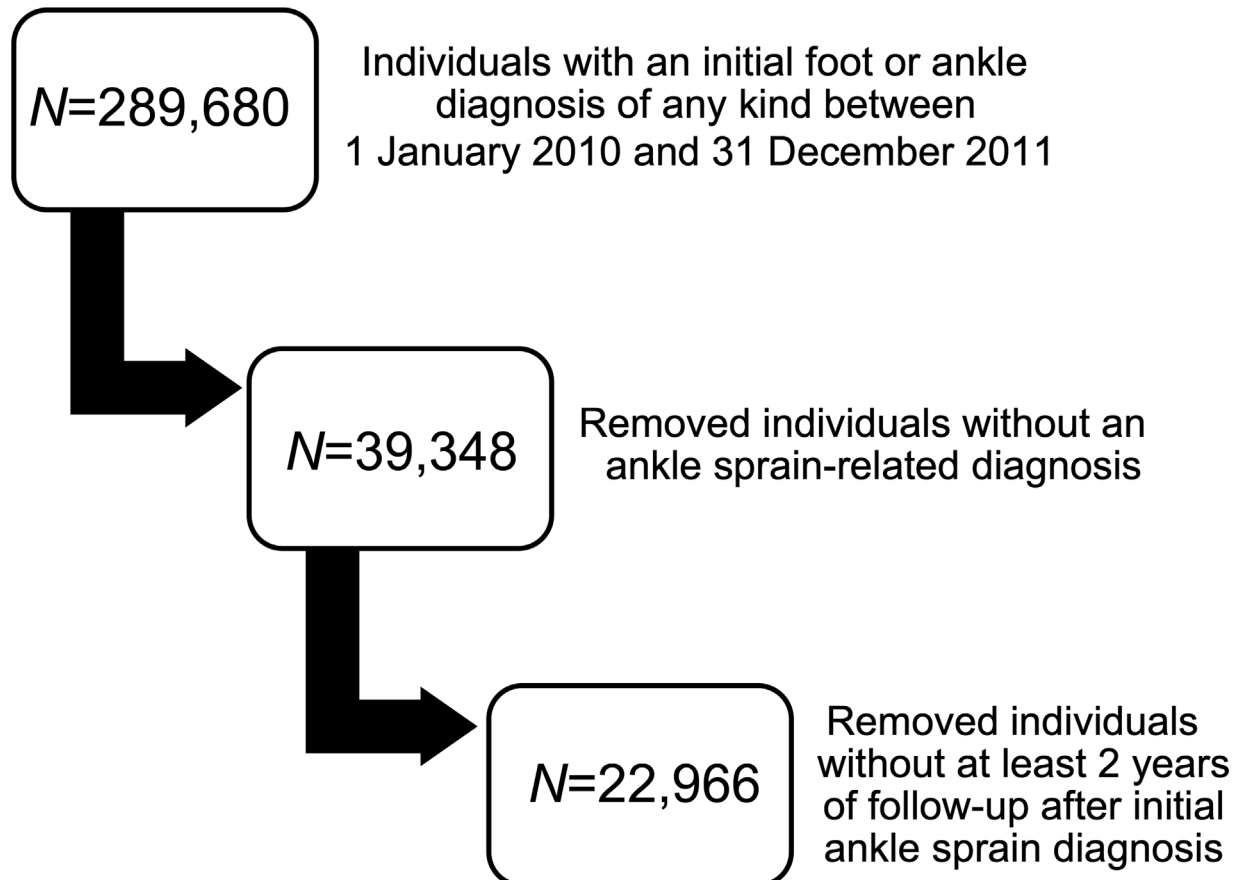 N=289,680
Individuals with an initial foot or ankle
diagnosis of any kind between
1 January 2010 and 31 December 2011
N=39,348
Removed individuals without an
ankle sprain-related diagnosis
N=22,966
Removed individuals
without at least 2 years
of follow-up after initial
ankle sprain diagnosis